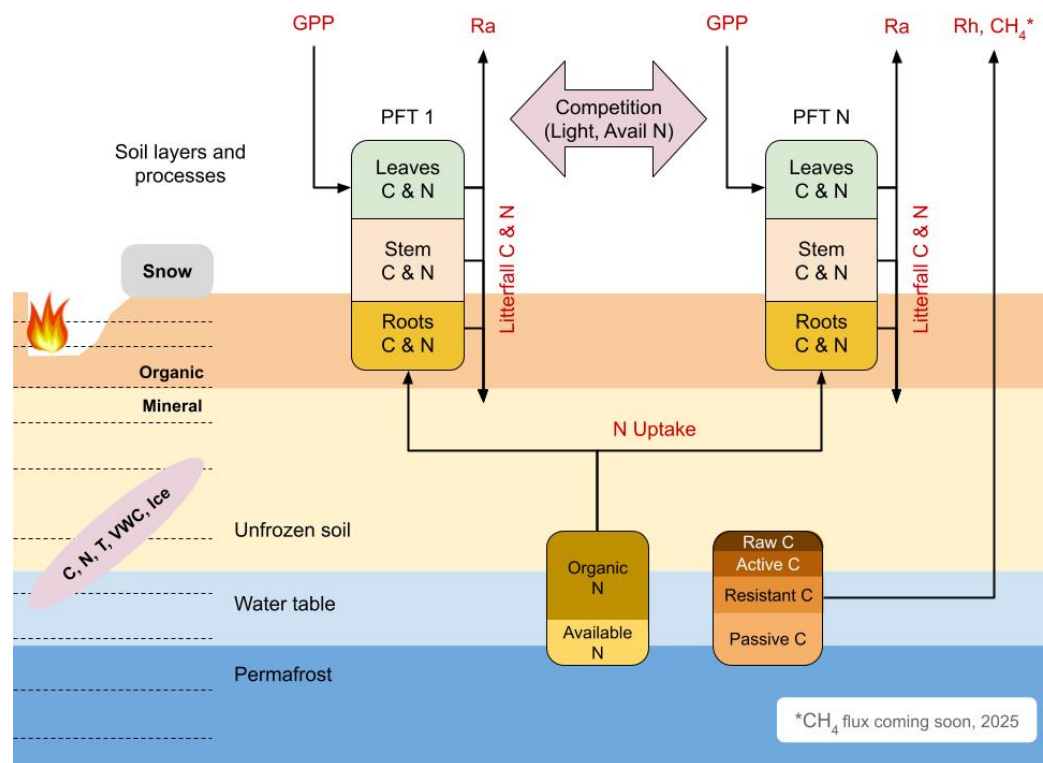 GPP
Ra
GPP
Ra
Rh, CH₄*
Competition
(Light, Avail N)
PFT 1
PFT N
Soil layers and
processes
Leaves
C & N
Stem
C & N
Roots
C & N
Litterfall C & N
Leaves
C & N
Stem
C & N
Roots
C & N
Litterfall C & N
Snow
Organic
Mineral
N Uptake
C, N, T, VWC, Ice
Unfrozen soil
Water table
Permafrost
Organic
N
Available
N
Raw C
Active C
Resistant C
Passive C
*CH₄ flux coming soon, 2025